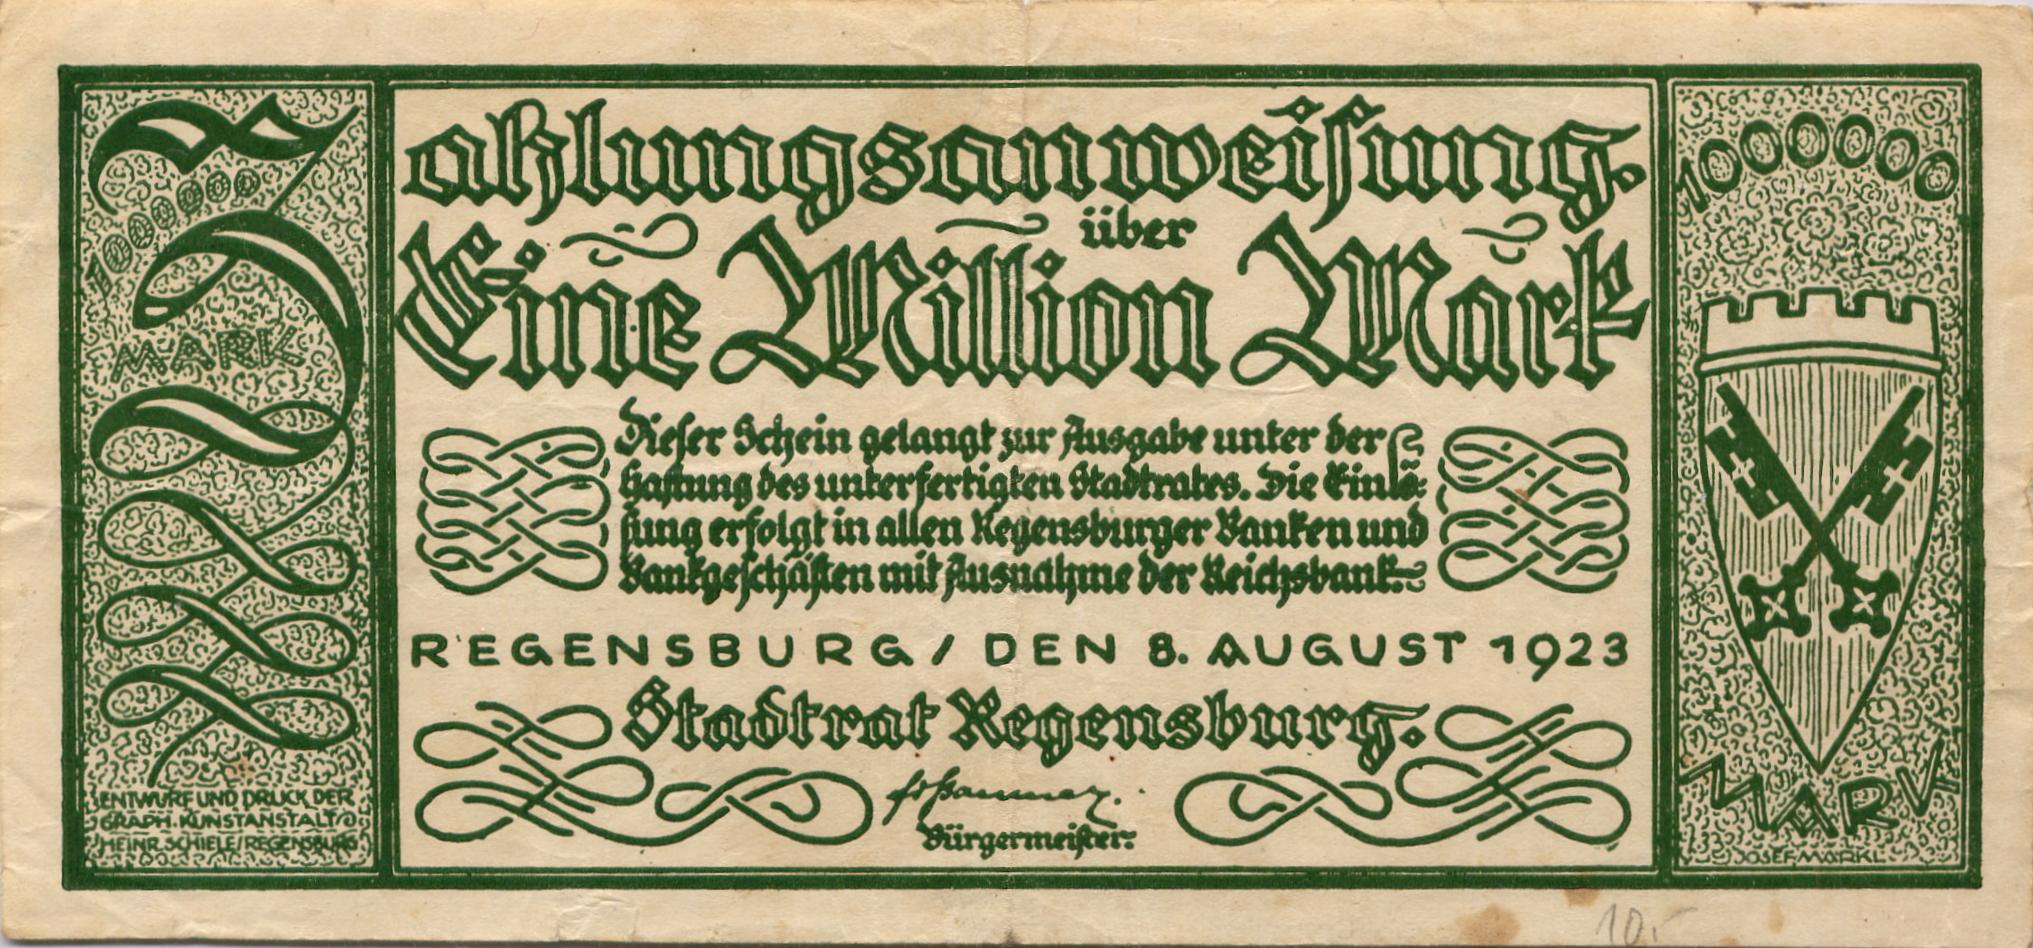 Zahlungsanweisung.
über
Eine Million Mark
Dieser Schein gelangt zur Ausgabe unter der
Haftung des unterfertigten Stadtrates. Die Einlö-
sung erfolgt in allen Regensburger Banken und
Bankgeschäften mit Ausnahme der Reichsbank.
REGENSBURG / DEN 8. AUGUST 1923
Stadtrat Regensburg.
Bürgermeister:
1000000
MARK
ENTWURF UND DRUCK DER
GRAPH. KUNSTANSTALT
HEINR. SCHIELE/REGENSBURG
1000000
MARK
JOSEF MÄRKL
10.-